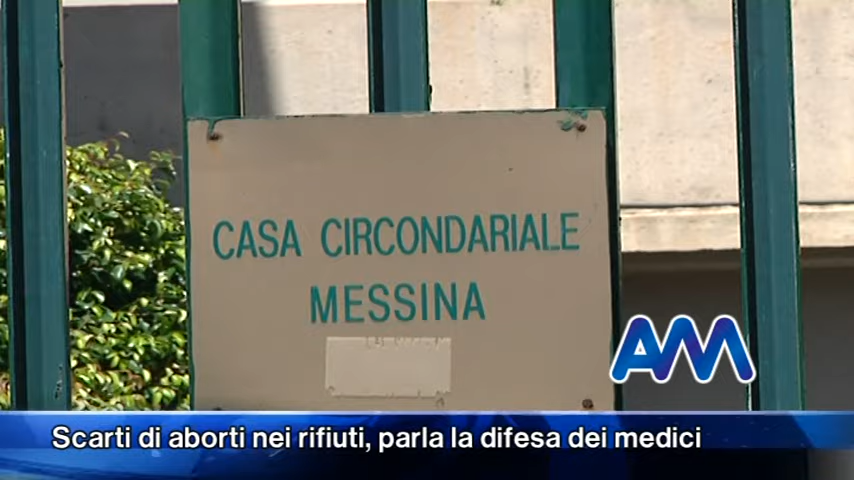 CASA CIRCONDARIALE
MESSINA
AM
Scarti di aborti nei rifiuti, parla la difesa dei medici